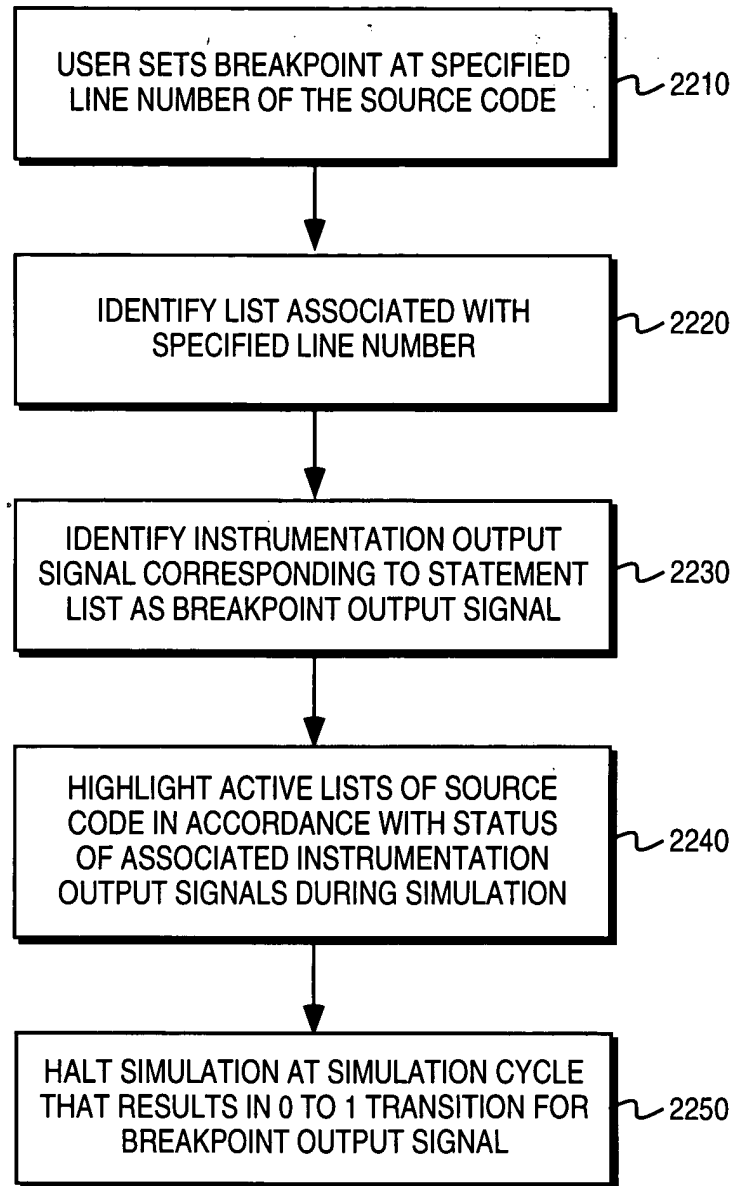 USER SETS BREAKPOINT AT SPECIFIED
LINE NUMBER OF THE SOURCE CODE
2210
IDENTIFY LIST ASSOCIATED WITH
SPECIFIED LINE NUMBER
2220
IDENTIFY INSTRUMENTATION OUTPUT
SIGNAL CORRESPONDING TO STATEMENT
LIST AS BREAKPOINT OUTPUT SIGNAL
2230
HIGHLIGHT ACTIVE LISTS OF SOURCE
CODE IN ACCORDANCE WITH STATUS
OF ASSOCIATED INSTRUMENTATION
OUTPUT SIGNALS DURING SIMULATION
2240
HALT SIMULATION AT SIMULATION CYCLE
THAT RESULTS IN 0 TO 1 TRANSITION FOR
BREAKPOINT OUTPUT SIGNAL
2250